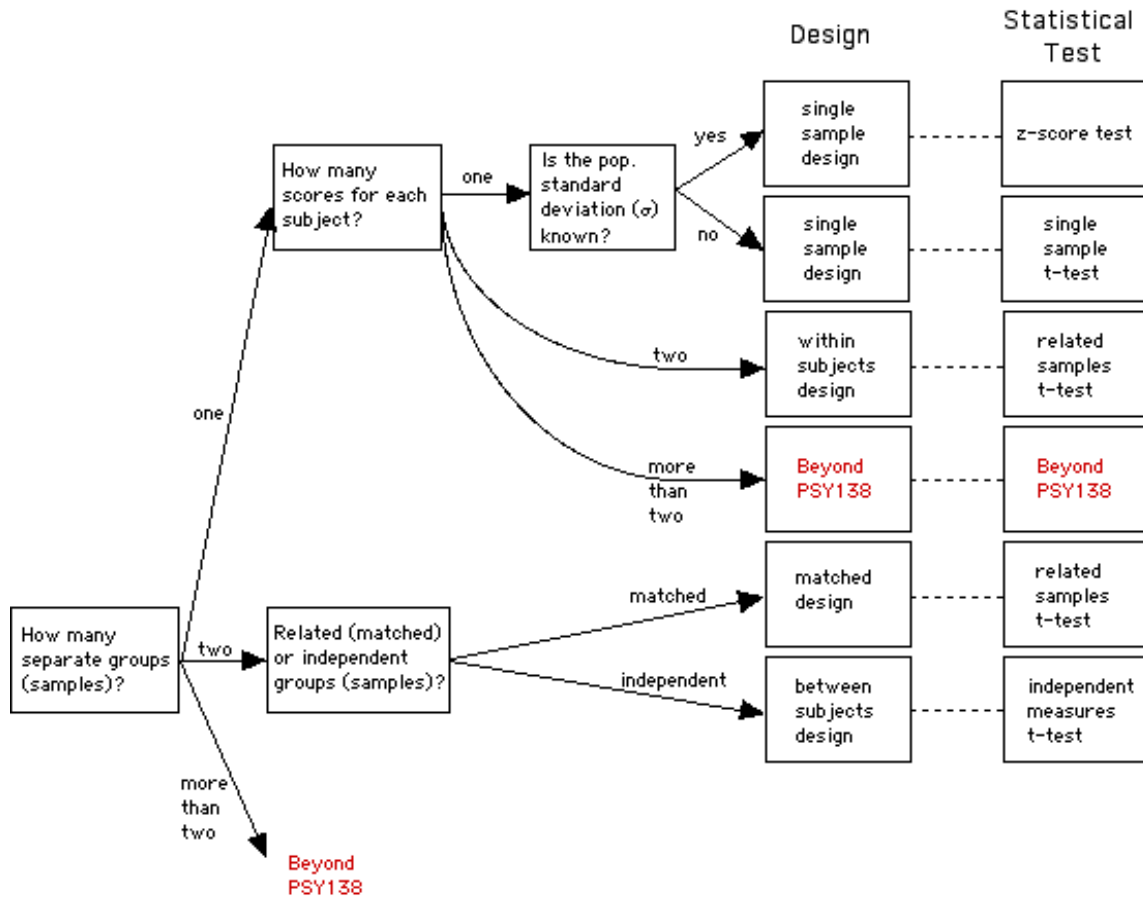 Design
Statistical
Test
single
sample
design
z-score test
yes
How many
scores for each
subject?
one
Is the pop.
standard
deviation (σ)
known?
no
single
sample
design
single
sample
t-test
two
within
subjects
design
related
samples
t-test
one
more
than
two
Beyond
PSY138
Beyond
PSY138
How many
separate groups
(samples)?
two
Related (matched)
or independent
groups (samples)?
matched
matched
design
related
samples
t-test
independent
between
subjects
design
independent
measures
t-test
more
than
two
Beyond
PSY138